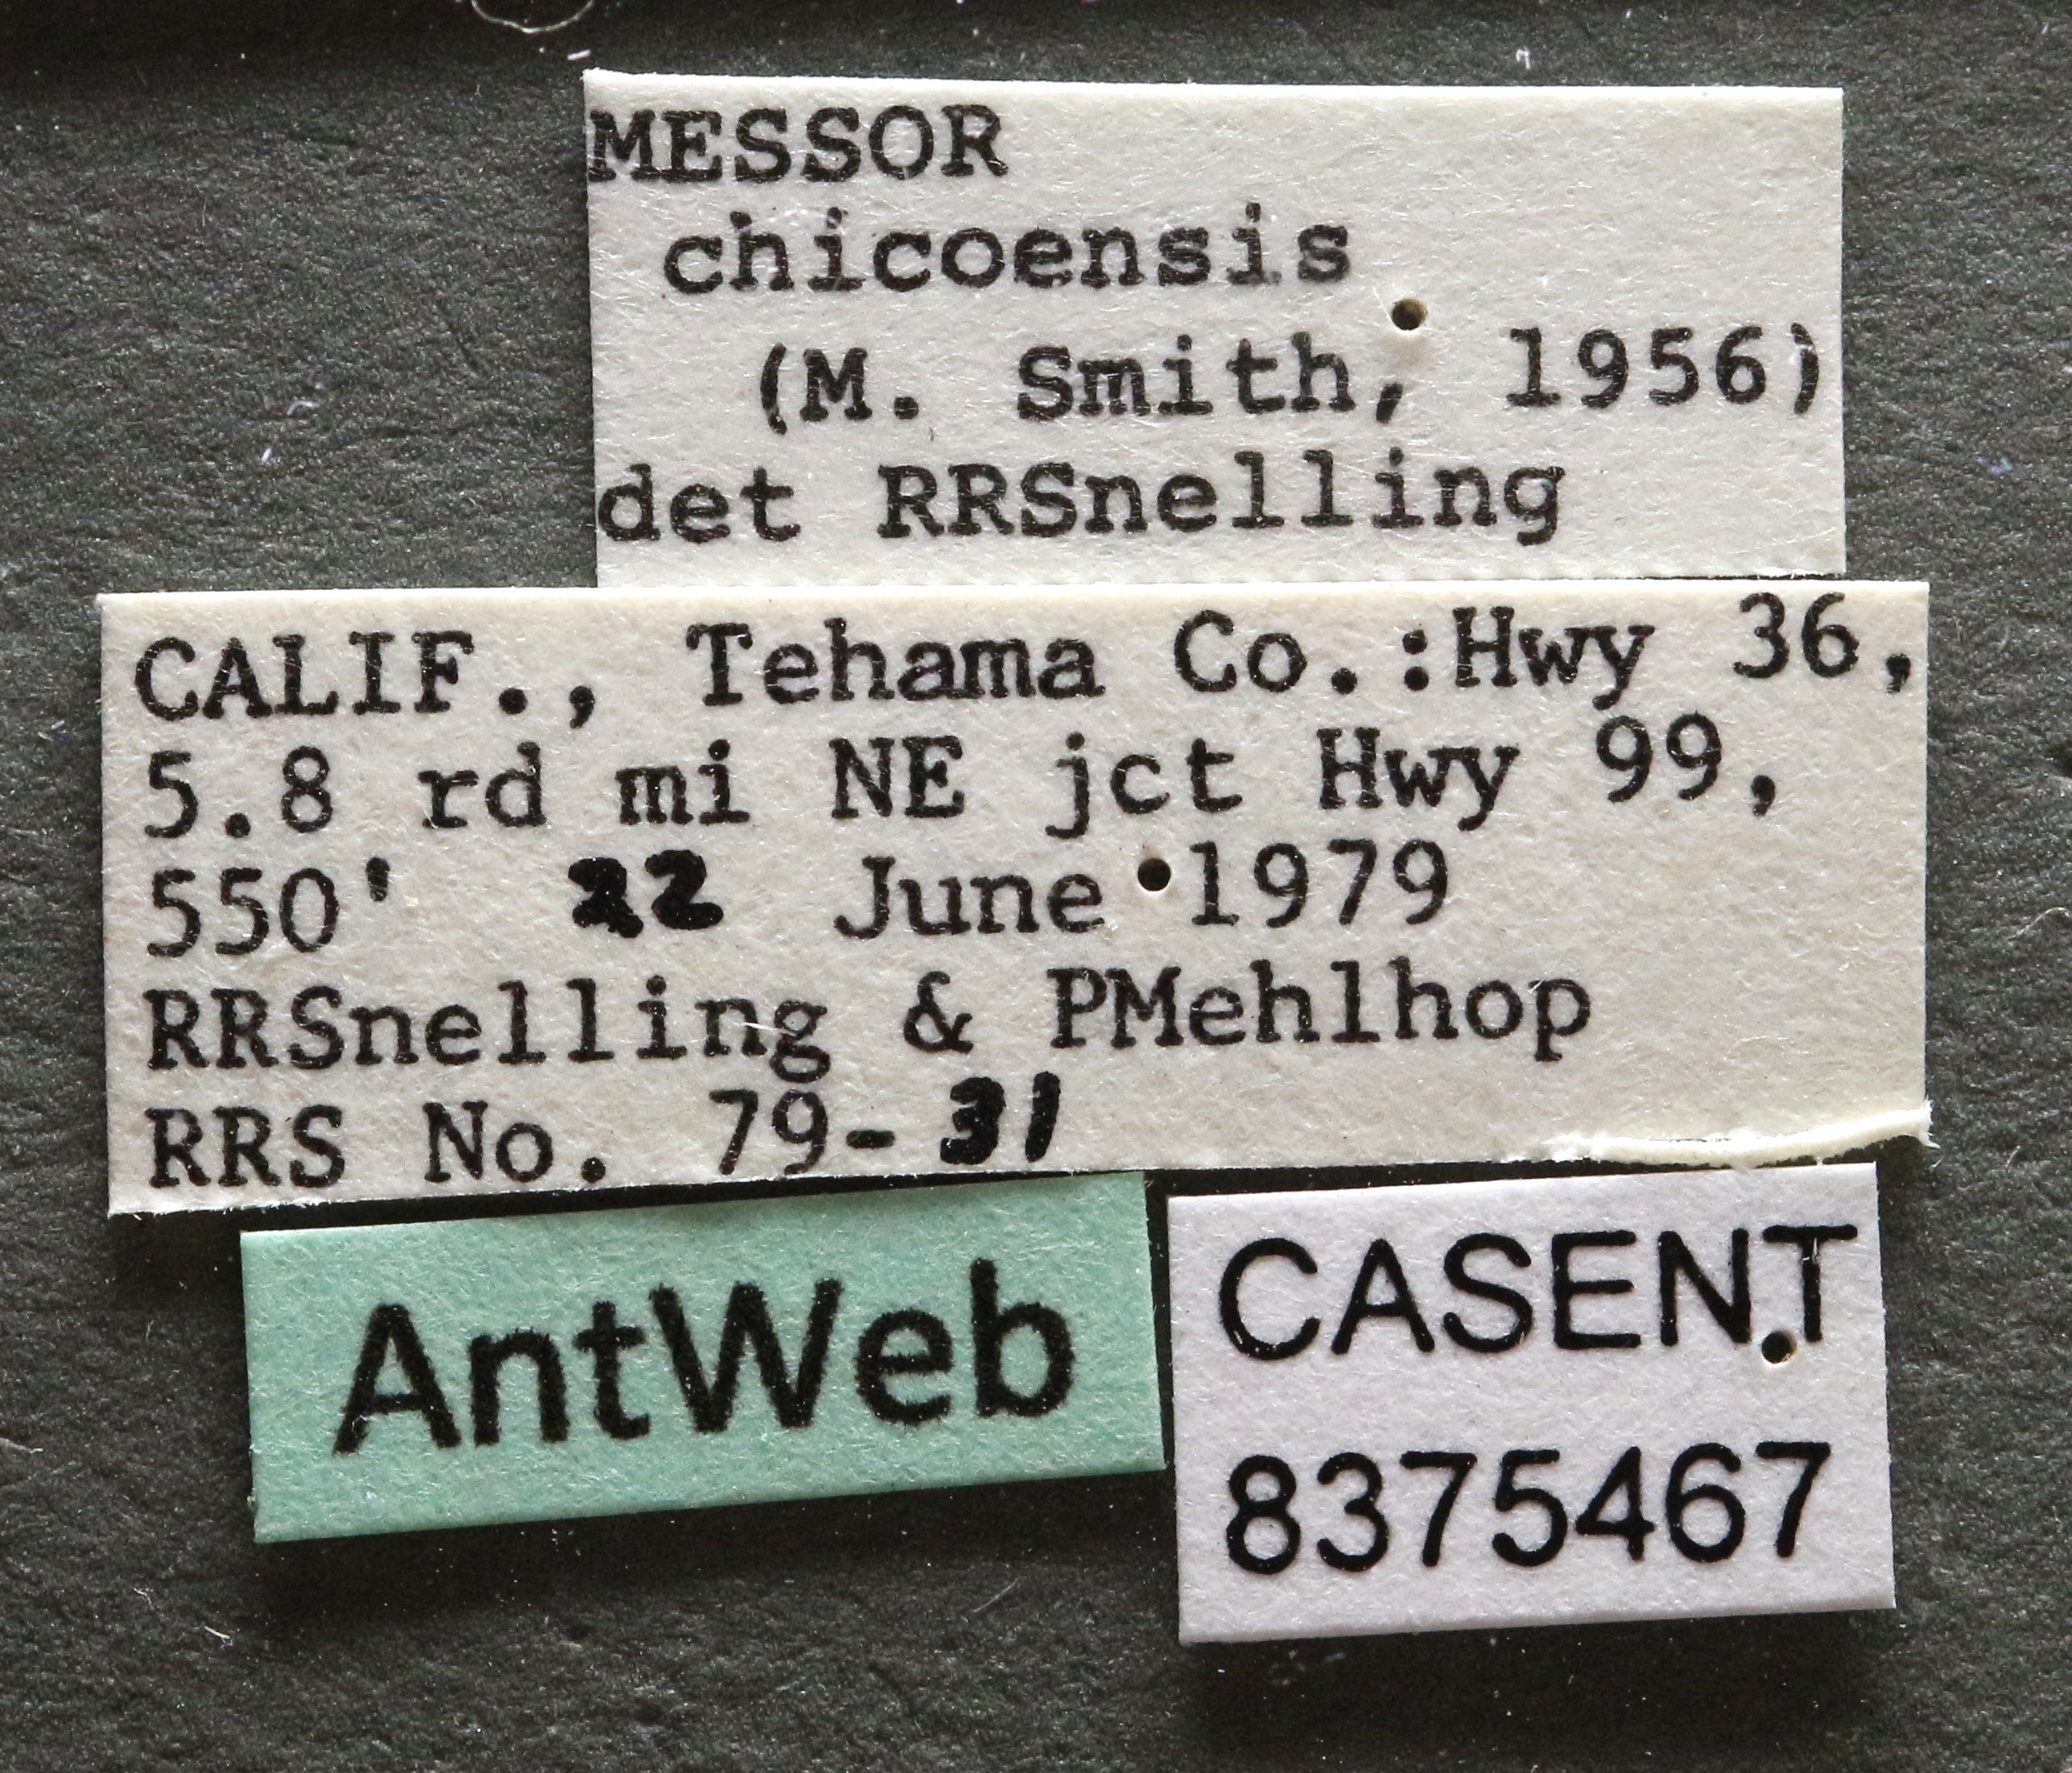 MESSOR
chicoensis
(M. Smith, 1956)
det RRSnelling
CALIF., Tehama Co.:Hwy 36,
5.8 rd mi NE jct Hwy 99,
550' 22 June 1979
RRSnelling & PMehlhop
RRS No. 79-31
AntWeb
CASENT
8375467